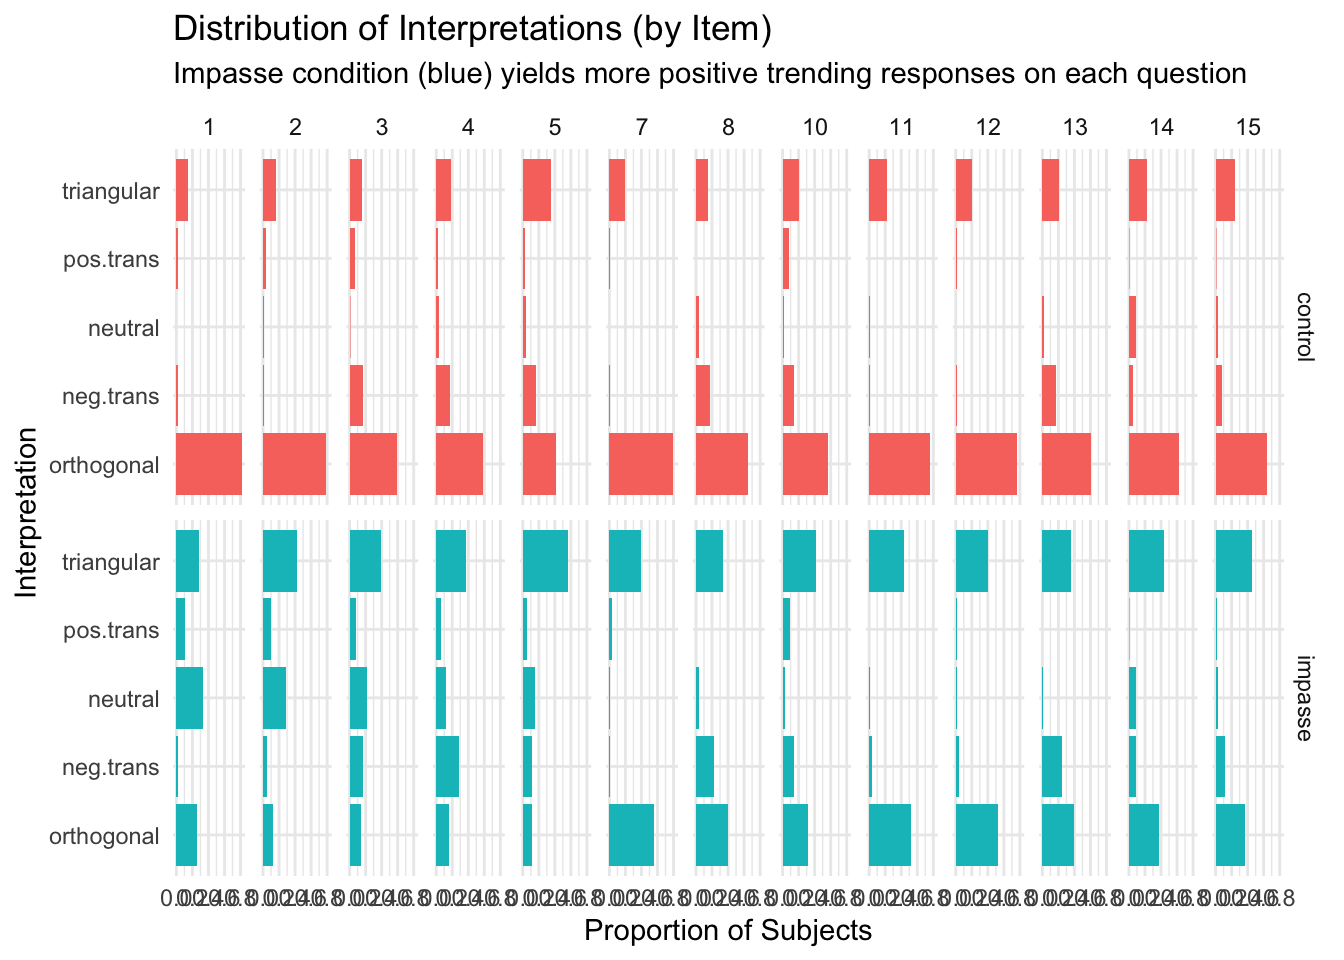 Distribution of Interpretations (by Item)
Impasse condition (blue) yields more positive trending responses on each question
1 2 3 4 5 7 8 10 11 12 13 14 15
triangular
pos.trans
neutral
neg.trans
orthogonal
control
triangular
pos.trans
neutral
neg.trans
orthogonal
impasse
Interpretation
Proportion of Subjects